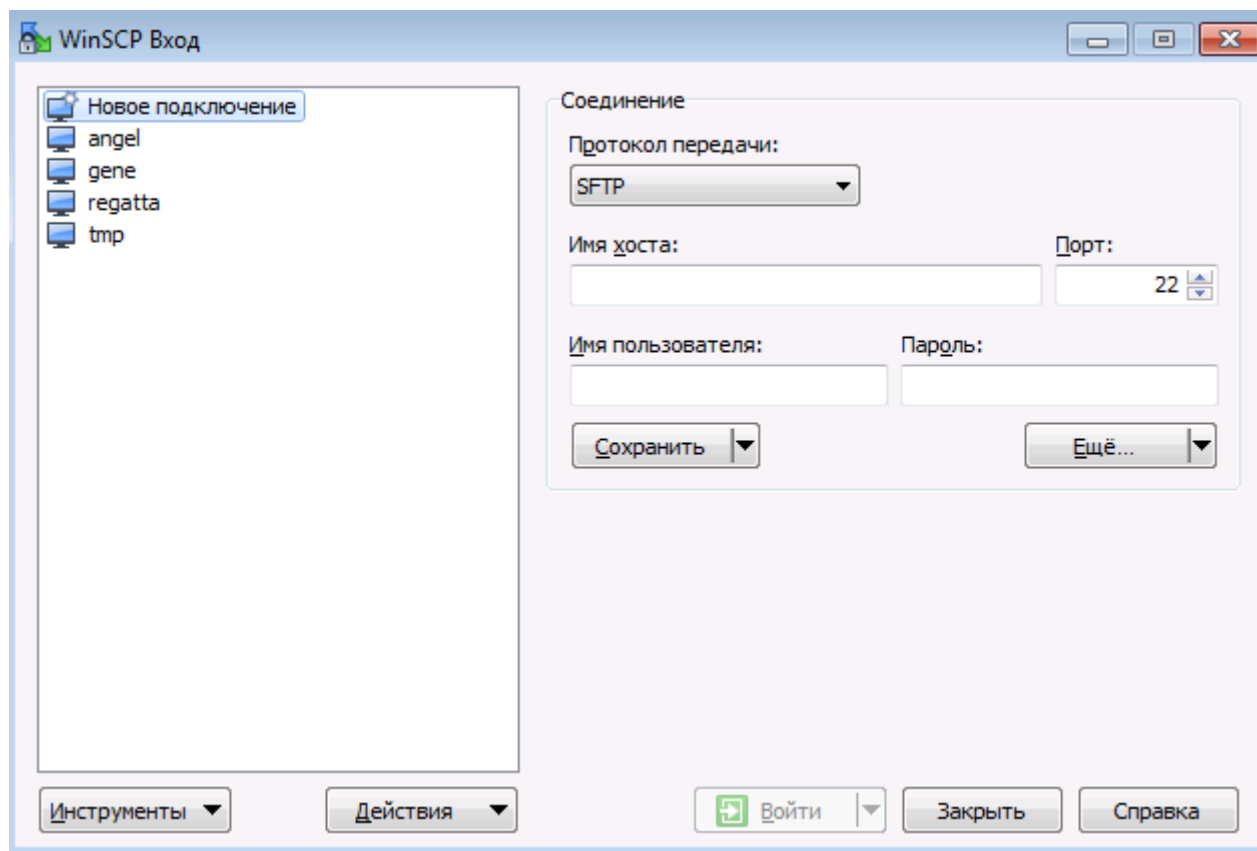 WinSCP Вход
Новое подключение
angel
gene
regatta
tmp
Соединение
Протокол передачи:
SFTP
Имя хоста: Порт:
22
Имя пользователя: Пароль:
Сохранить Ещё...
Инструменты Действия Войти Закрыть Справка